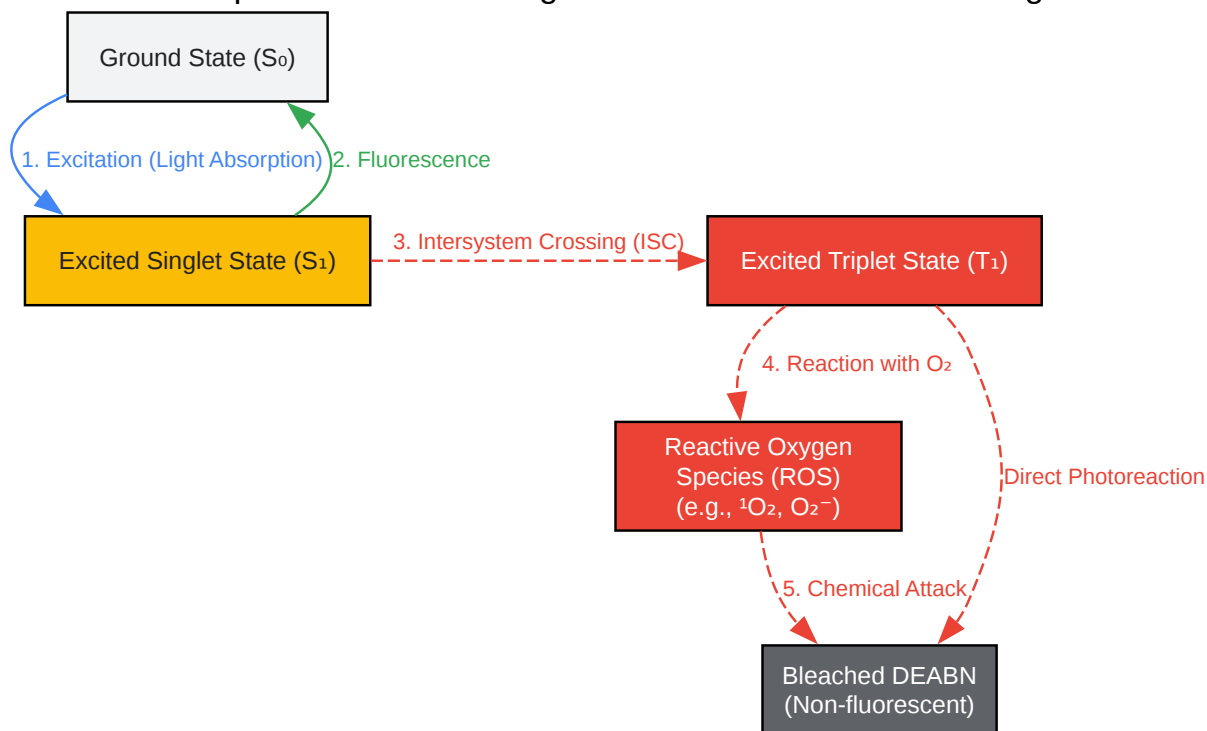 Ground State (S₀)
1. Excitation (Light Absorption)
2. Fluorescence
Excited Singlet State (S₁)
3. Intersystem Crossing (ISC)
Excited Triplet State (T₁)
4. Reaction with O₂
Reactive Oxygen
Species (ROS)
(e.g., ¹O₂, O₂⁻)
Direct Photoreaction
5. Chemical Attack
Bleached DEABN
(Non-fluorescent)